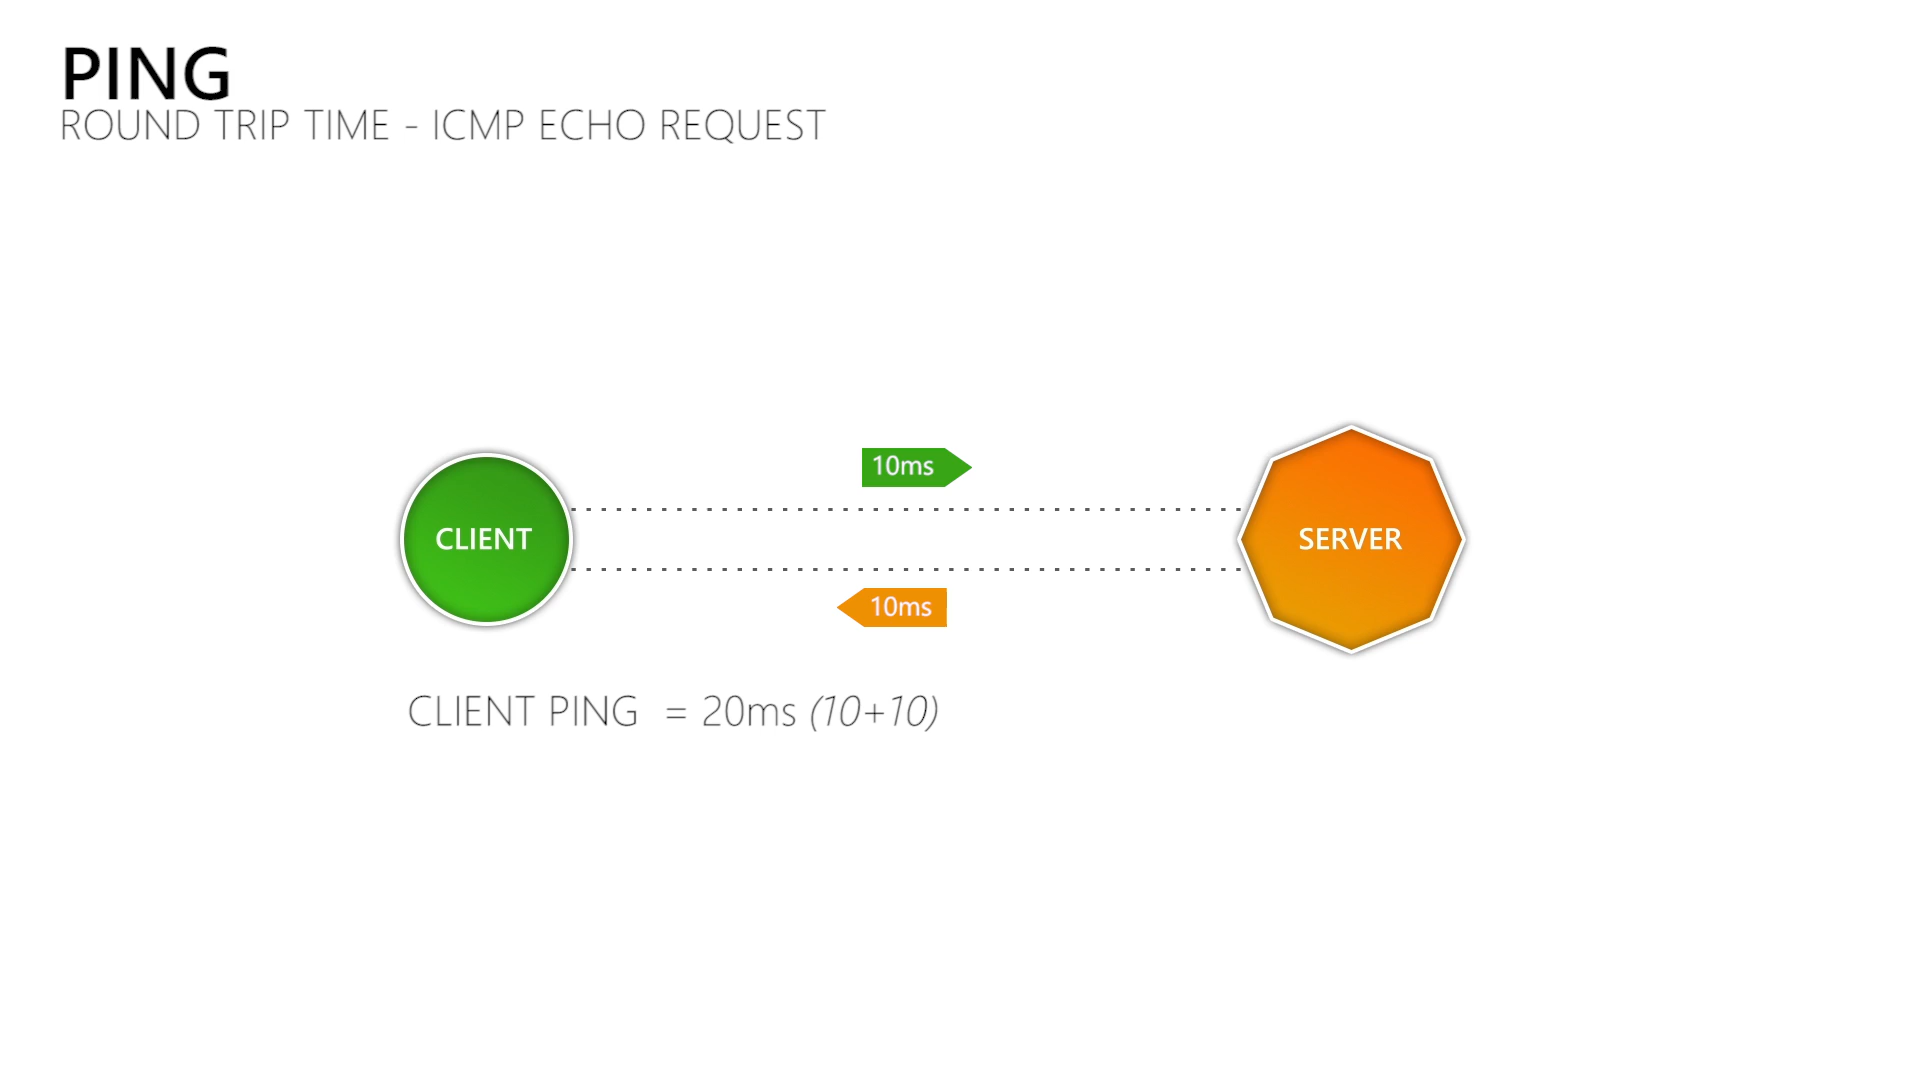 PING
ROUND TRIP TIME - ICMP ECHO REQUEST
10ms
CLIENT
SERVER
10ms
CLIENT PING = 20ms (10+10)